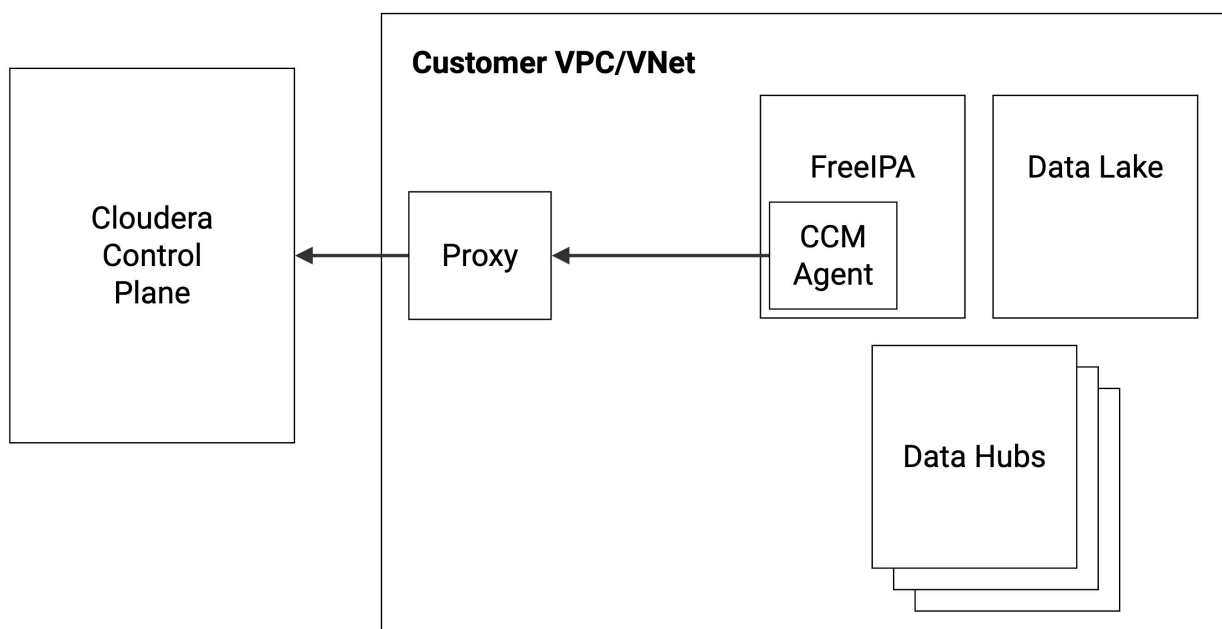 Customer VPC/VNet
Cloudera
Control
Plane
Proxy
FreeIPA
CCM
Agent
Data Lake
Data Hubs